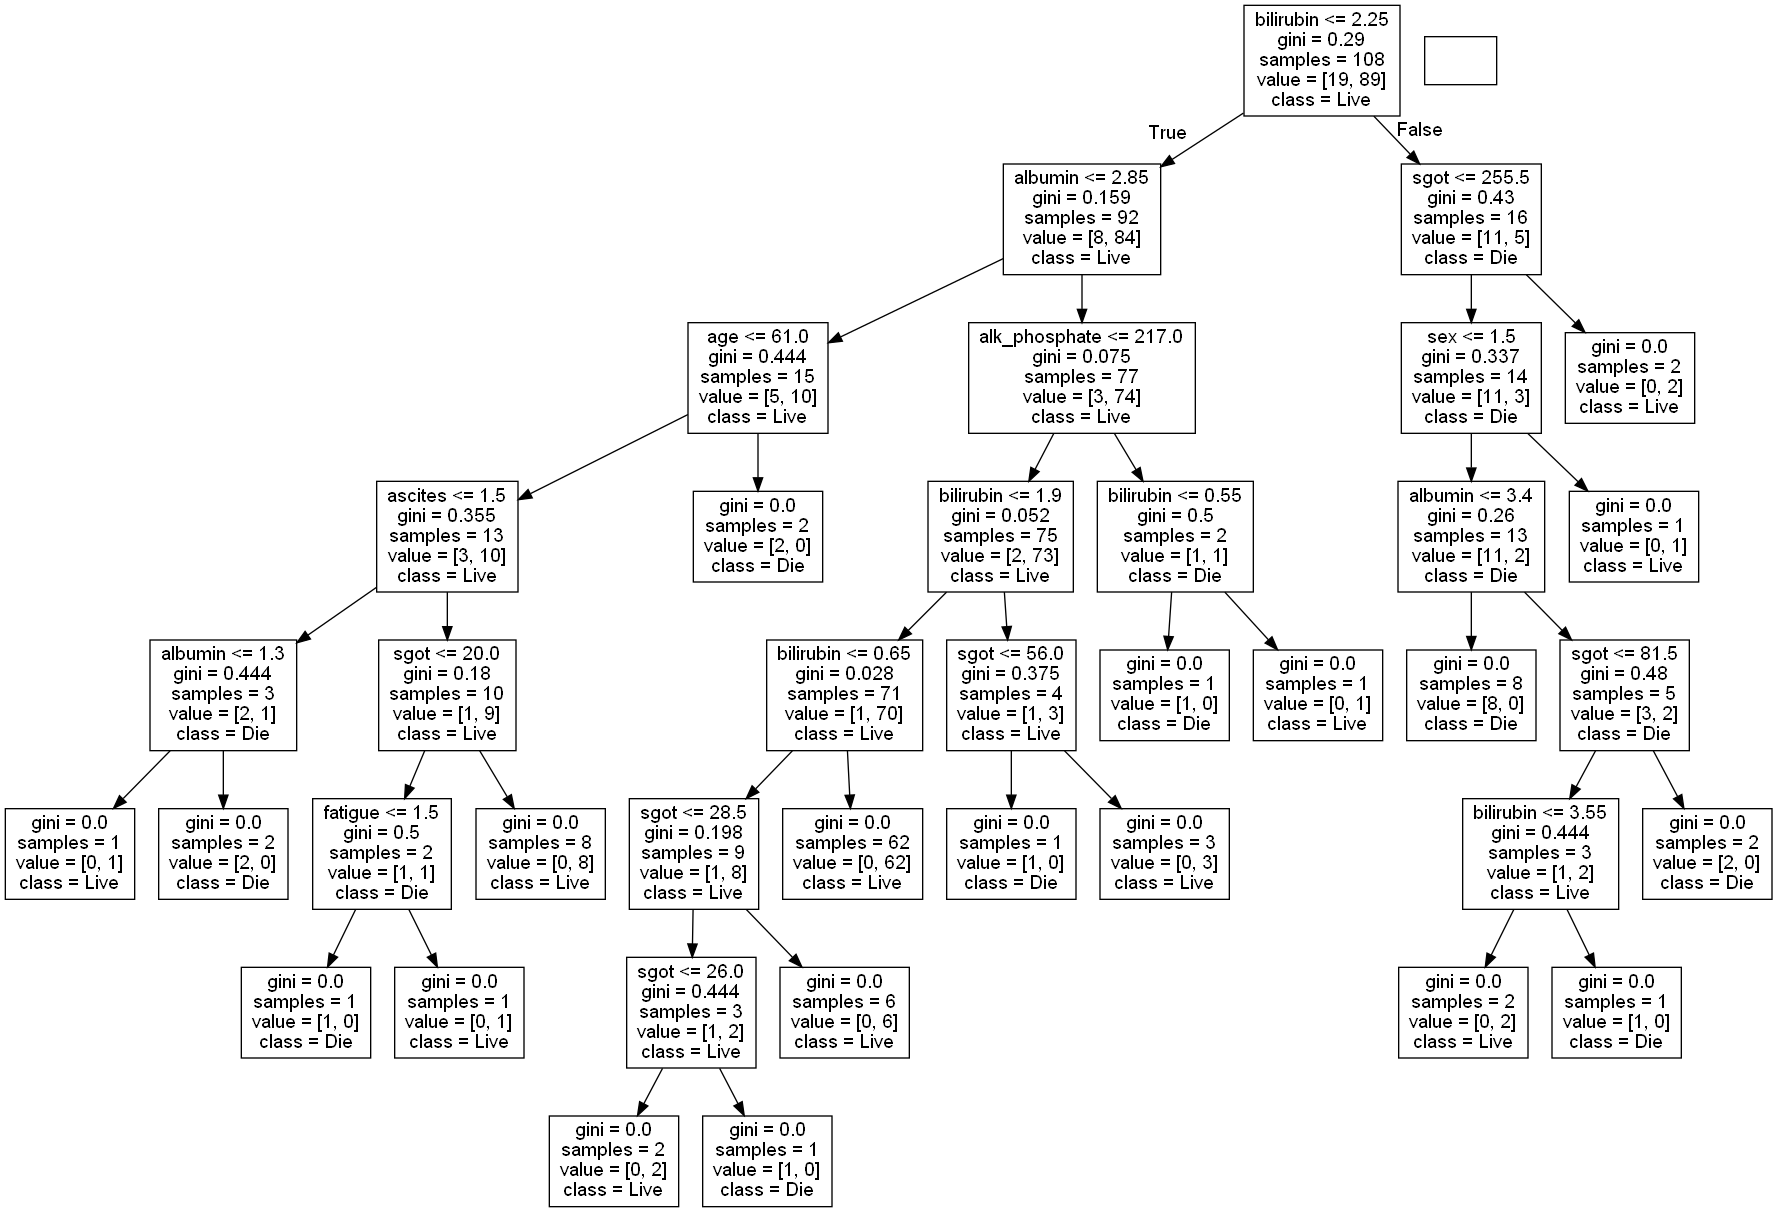 bilirubin <= 2.25
gini = 0.29
samples = 108
value = [19, 89]
class = Live
True
False
albumin <= 2.85
gini = 0.159
samples = 92
value = [8, 84]
class = Live
sgot <= 255.5
gini = 0.43
samples = 16
value = [11, 5]
class = Die
age <= 61.0
gini = 0.444
samples = 15
value = [5, 10]
class = Live
alk_phosphate <= 217.0
gini = 0.075
samples = 77
value = [3, 74]
class = Live
sex <= 1.5
gini = 0.337
samples = 14
value = [11, 3]
class = Die
gini = 0.0
samples = 2
value = [0, 2]
class = Live
ascites <= 1.5
gini = 0.355
samples = 13
value = [3, 10]
class = Live
gini = 0.0
samples = 2
value = [2, 0]
class = Die
bilirubin <= 1.9
gini = 0.052
samples = 75
value = [2, 73]
class = Live
bilirubin <= 0.55
gini = 0.5
samples = 2
value = [1, 1]
class = Die
albumin <= 3.4
gini = 0.26
samples = 13
value = [11, 2]
class = Die
gini = 0.0
samples = 1
value = [0, 1]
class = Live
albumin <= 1.3
gini = 0.444
samples = 3
value = [2, 1]
class = Die
sgot <= 20.0
gini = 0.18
samples = 10
value = [1, 9]
class = Live
bilirubin <= 0.65
gini = 0.028
samples = 71
value = [1, 70]
class = Live
sgot <= 56.0
gini = 0.375
samples = 4
value = [1, 3]
class = Live
gini = 0.0
samples = 1
value = [1, 0]
class = Die
gini = 0.0
samples = 1
value = [0, 1]
class = Live
gini = 0.0
samples = 8
value = [8, 0]
class = Die
sgot <= 81.5
gini = 0.48
samples = 5
value = [3, 2]
class = Die
gini = 0.0
samples = 1
value = [0, 1]
class = Live
gini = 0.0
samples = 2
value = [2, 0]
class = Die
fatigue <= 1.5
gini = 0.5
samples = 2
value = [1, 1]
class = Die
gini = 0.0
samples = 8
value = [0, 8]
class = Live
sgot <= 28.5
gini = 0.198
samples = 9
value = [1, 8]
class = Live
gini = 0.0
samples = 62
value = [0, 62]
class = Live
gini = 0.0
samples = 1
value = [1, 0]
class = Die
gini = 0.0
samples = 3
value = [0, 3]
class = Live
bilirubin <= 3.55
gini = 0.444
samples = 3
value = [1, 2]
class = Live
gini = 0.0
samples = 2
value = [2, 0]
class = Die
gini = 0.0
samples = 1
value = [1, 0]
class = Die
gini = 0.0
samples = 1
value = [0, 1]
class = Live
sgot <= 26.0
gini = 0.444
samples = 3
value = [1, 2]
class = Live
gini = 0.0
samples = 6
value = [0, 6]
class = Live
gini = 0.0
samples = 2
value = [0, 2]
class = Live
gini = 0.0
samples = 1
value = [1, 0]
class = Die
gini = 0.0
samples = 2
value = [0, 2]
class = Live
gini = 0.0
samples = 1
value = [1, 0]
class = Die